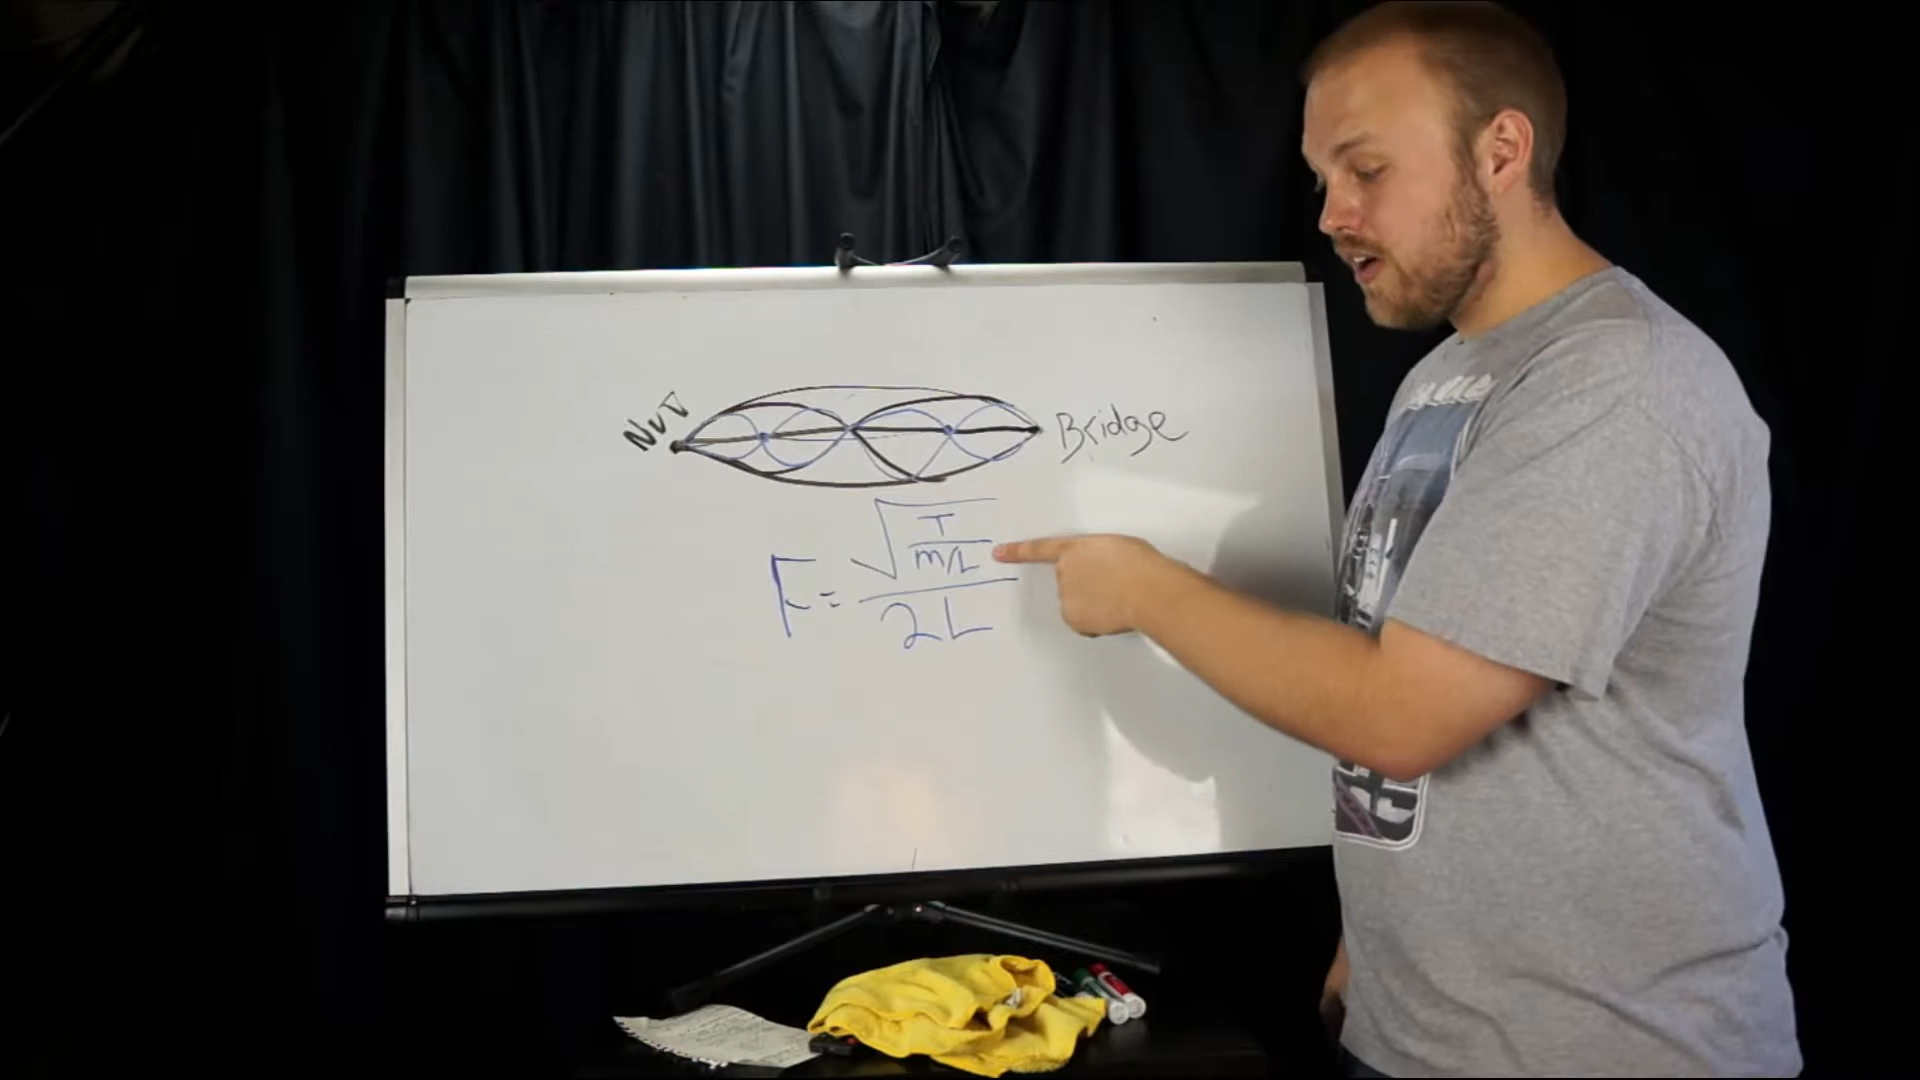 NUT
Bridge
F = √(T / (m/L)) / 2L